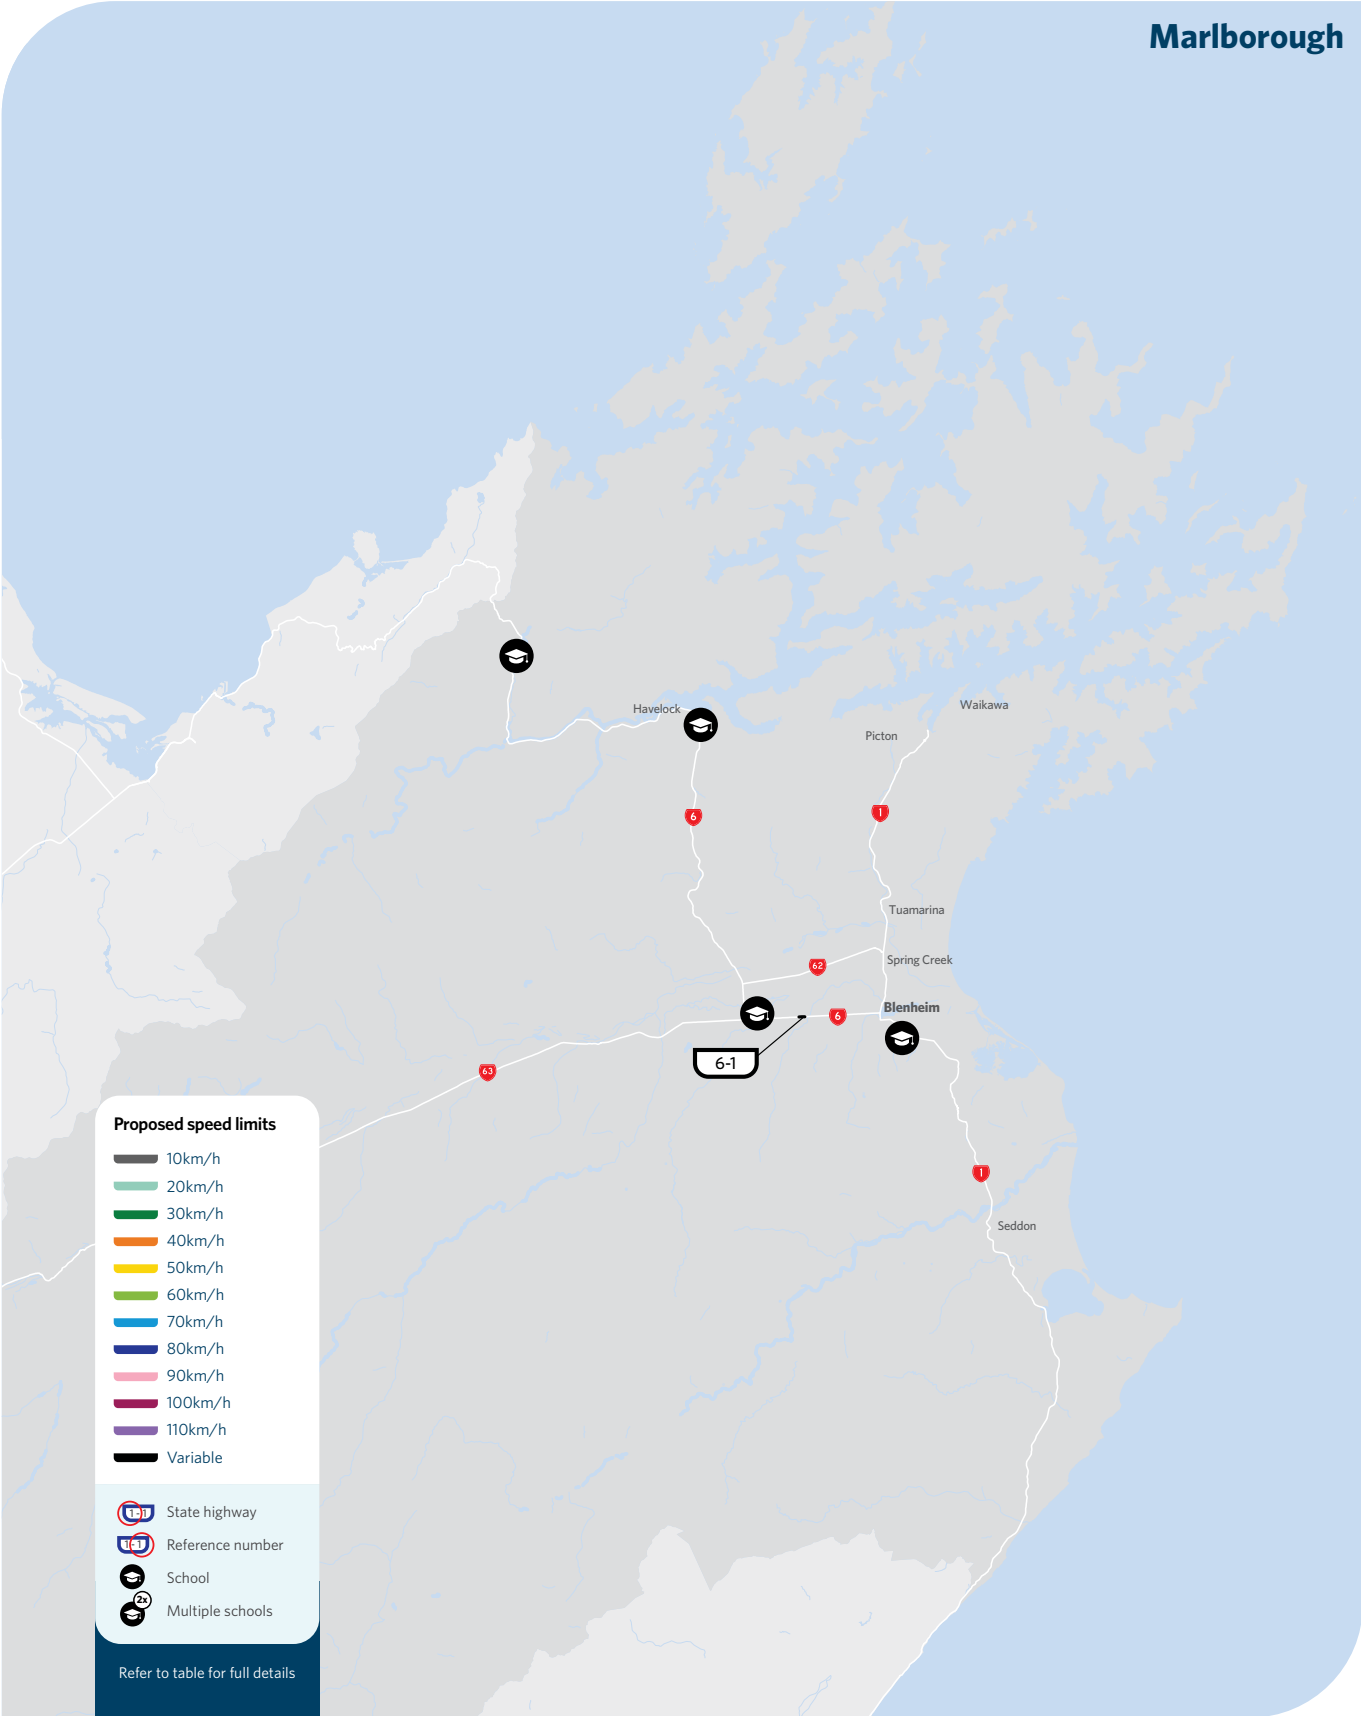 Marlborough
Havelock
Waikawa
Picton
6
1
Tuamarina
62
Spring Creek
Blenheim
6
6-1
63
1
Seddon
Proposed speed limits
10km/h
20km/h
30km/h
40km/h
50km/h
60km/h
70km/h
80km/h
90km/h
100km/h
110km/h
Variable
1-1 State highway
1-1 Reference number
School
2x
Multiple schools
Refer to table for full details